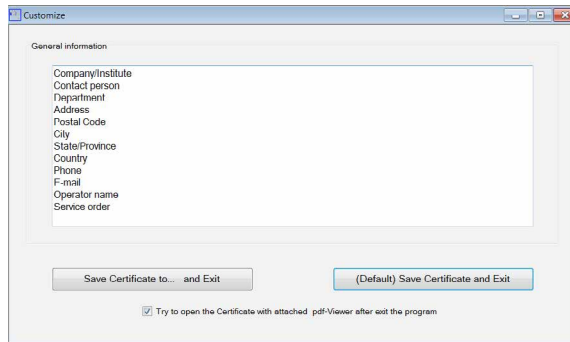 Customize
General information
Company/Institute
Contact person
Department
Address
Postal Code
City
State/Province
Country
Phone
E-mail
Operator name
Service order
Save Certificate to... and Exit
(Default) Save Certificate and Exit
Try to open the Certificate with attached pdf-Viewer after exit the program